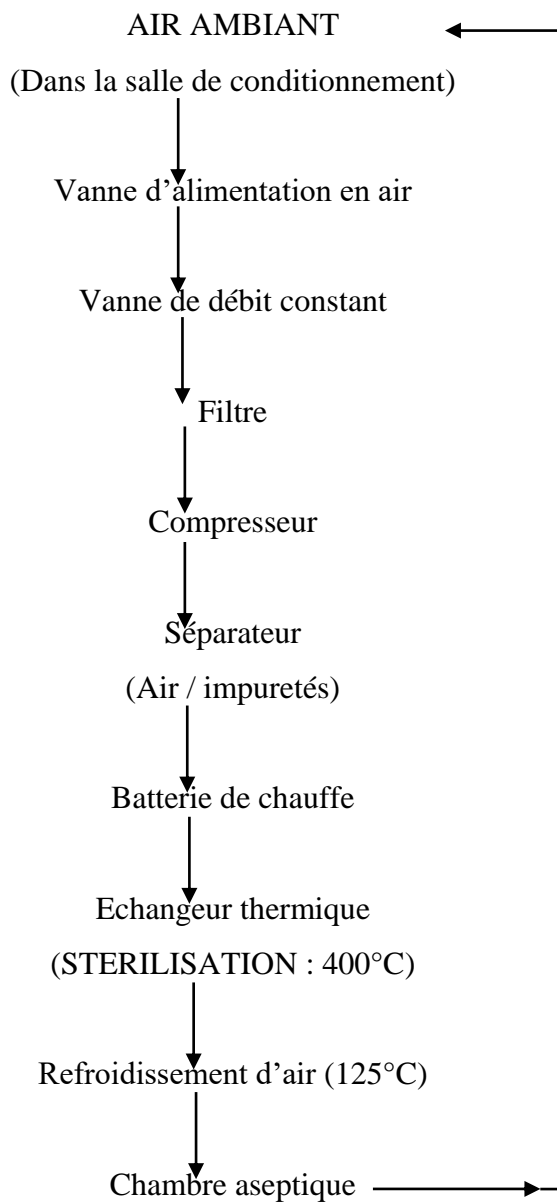 AIR AMBIANT
(Dans la salle de conditionnement)
Vanne d’alimentation en air
Vanne de débit constant
Filtre
Compresseur
Séparateur
(Air / impuretés)
Batterie de chauffe
Echangeur thermique
(STERILISATION : 400°C)
Refroidissement d’air (125°C)
Chambre aseptique